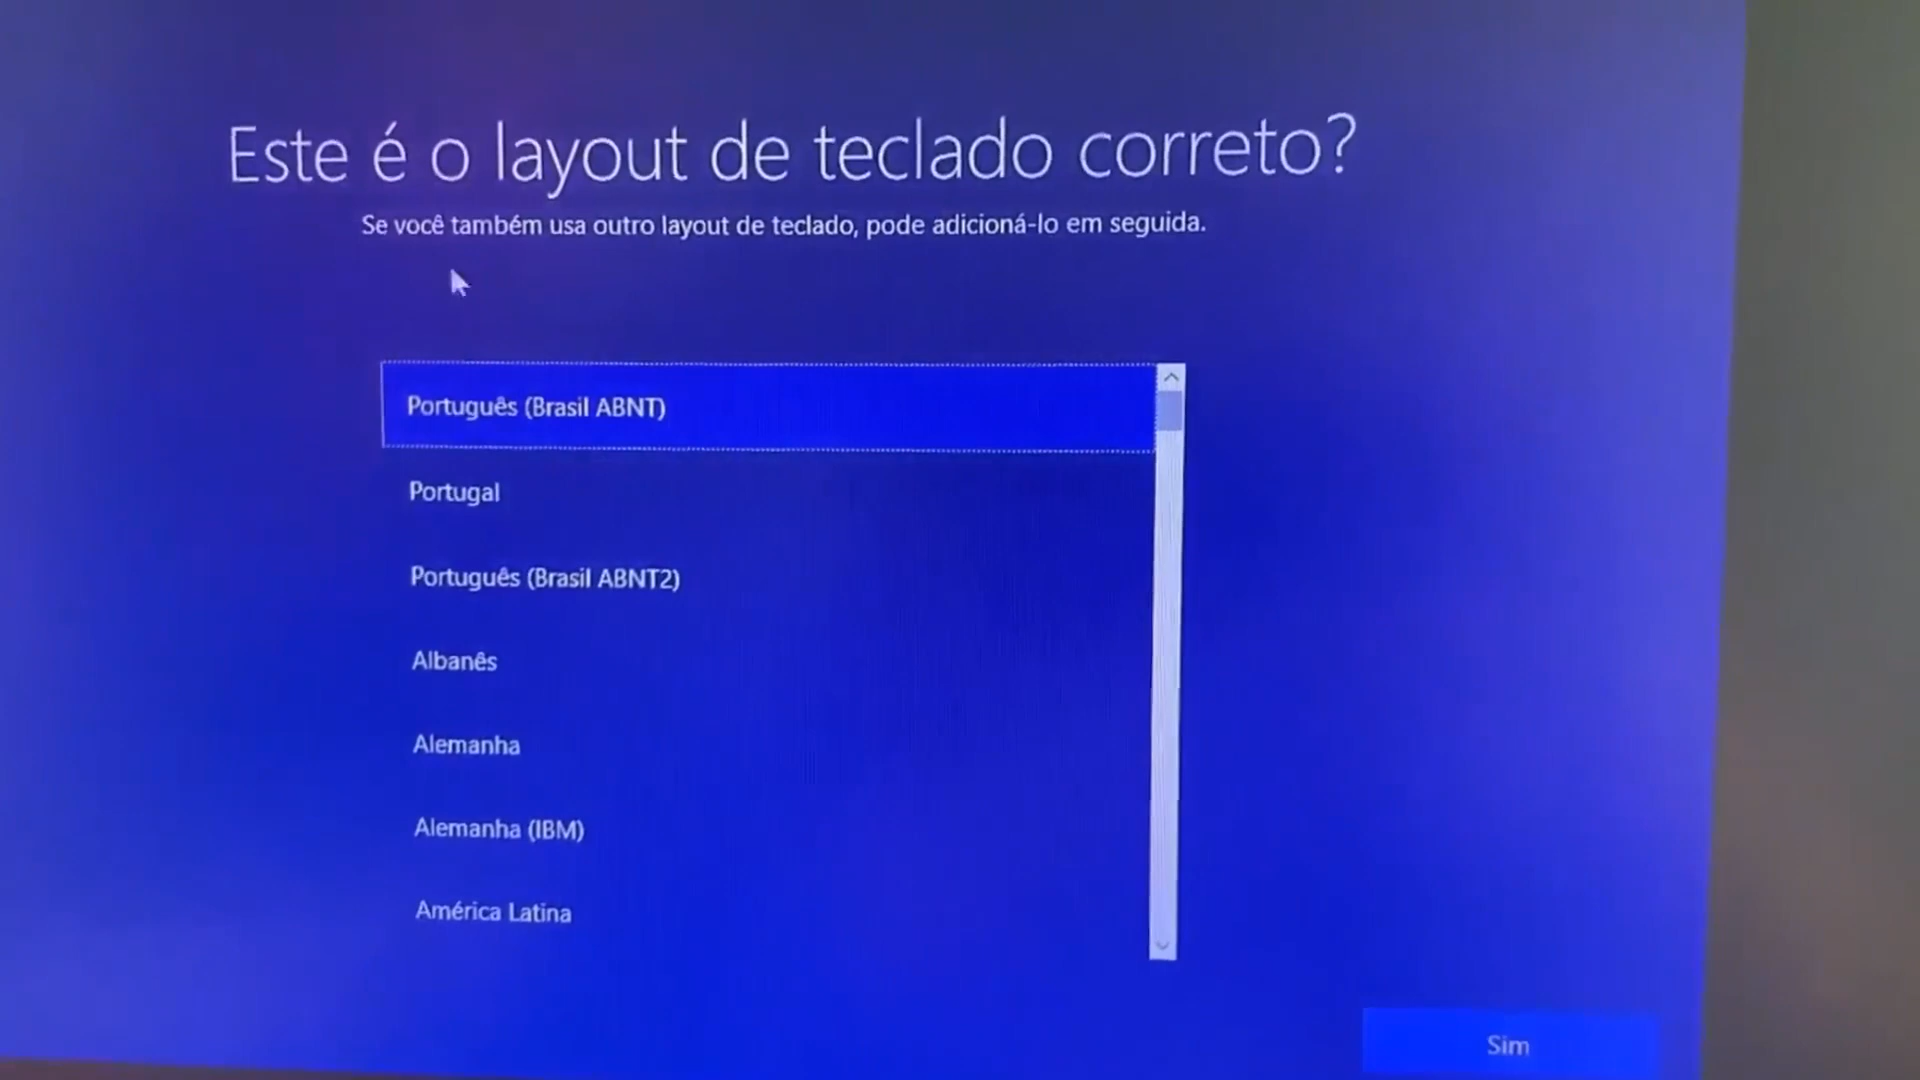 Este é o layout de teclado correto?
Se você também usa outro layout de teclado, pode adicioná-lo em seguida.
Português (Brasil ABNT)
Portugal
Português (Brasil ABNT2)
Albanês
Alemanha
Alemanha (IBM)
América Latina
Sim